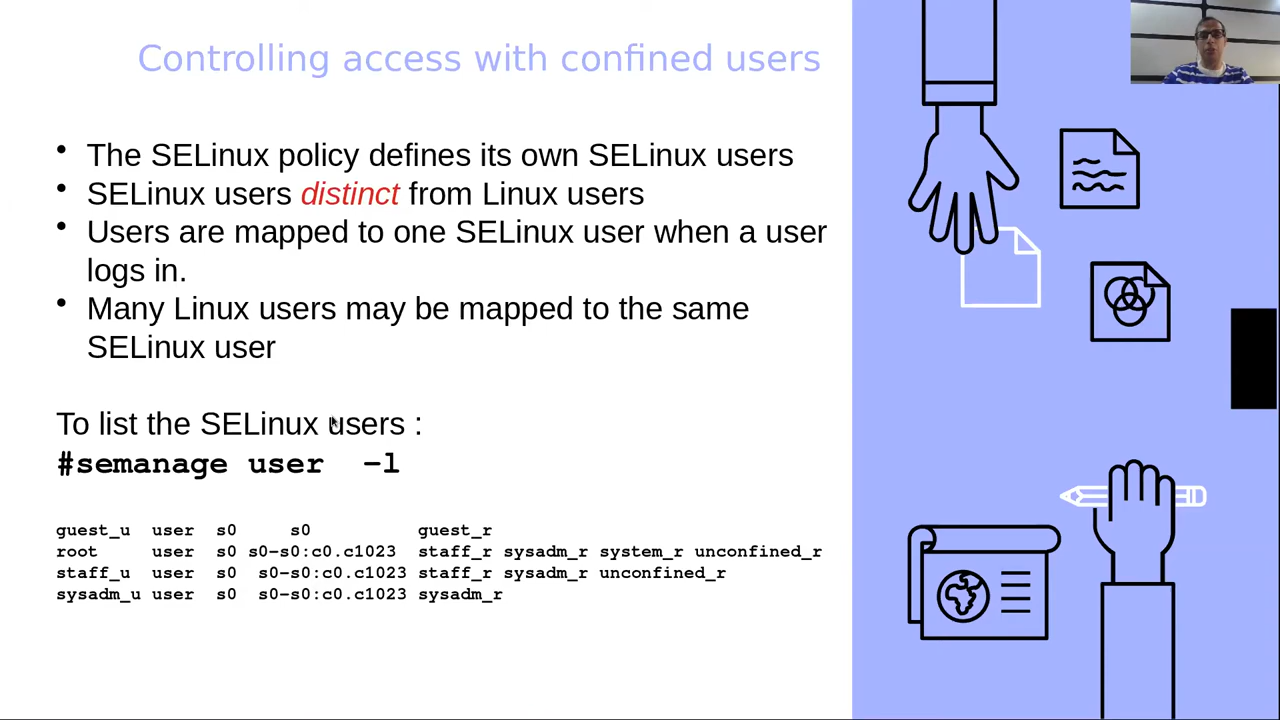 Controlling access with confined users
• The SELinux policy defines its own SELinux users
• SELinux users distinct from Linux users
• Users are mapped to one SELinux user when a user
logs in.
• Many Linux users may be mapped to the same
SELinux user
To list the SELinux users :
#semanage user -l
guest_u user s0 s0 guest_r
root user s0 s0-s0:c0.c1023 staff_r sysadm_r system_r unconfined_r
staff_u user s0 s0-s0:c0.c1023 staff_r sysadm_r unconfined_r
sysadm_u user s0 s0-s0:c0.c1023 sysadm_r